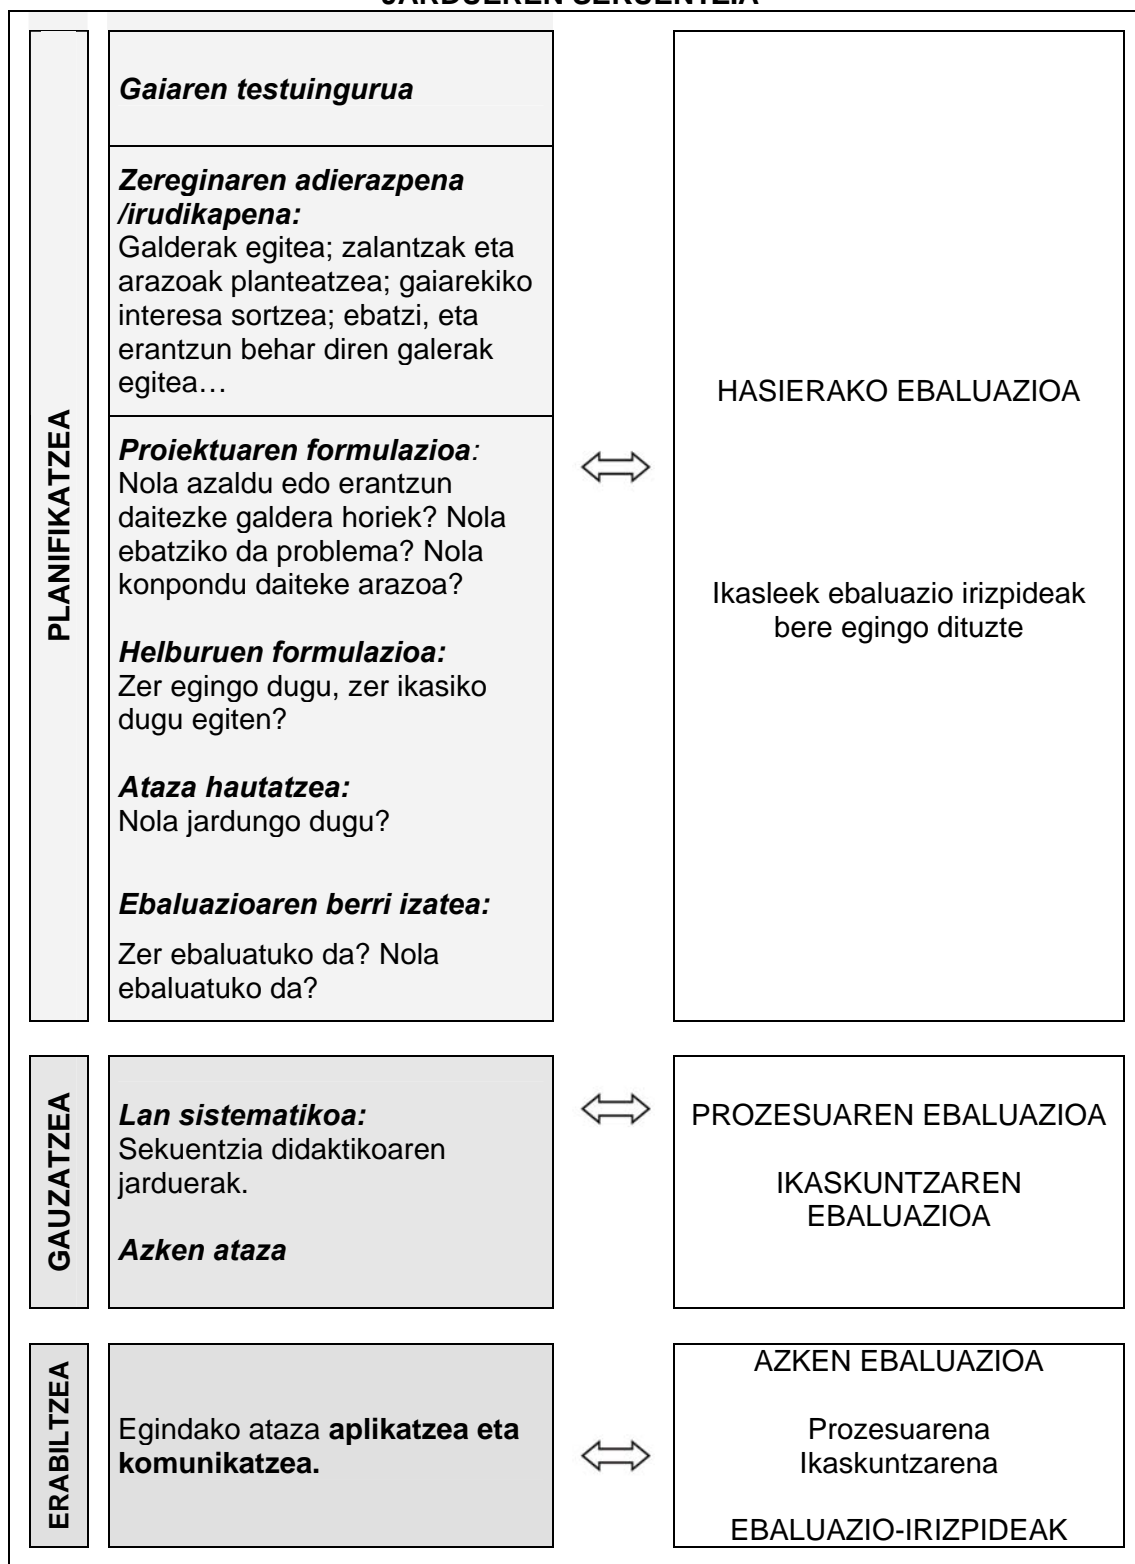 JARDUEREN SEKUENTZIA
PLANIFIKATZEA
Gaiaren testuingurua
Zereginaren adierazpena
/irudikapena:
Galderak egitea; zalantzak eta
arazoak planteatzea; gaiarekiko
interesa sortzea; ebatzi, eta
erantzun behar diren galerak
egitea…
Proiektuaren formulazioa:
Nola azaldu edo erantzun
daitezke galdera horiek? Nola
ebatziko da problema? Nola
konpondu daiteke arazoa?
Helburuen formulazioa:
Zer egingo dugu, zer ikasiko
dugu egiten?
Ataza hautatzea:
Nola jardungo dugu?
Ebaluazioaren berri izatea:
Zer ebaluatuko da? Nola
ebaluatuko da?
HASIERAKO EBALUAZIOA
Ikasleek ebaluazio irizpideak
bere egingo dituzte
GAUZATZEA
Lan sistematikoa:
Sekuentzia didaktikoaren
jarduerak.
Azken ataza
PROZESUAREN EBALUAZIOA
IKASKUNTZAREN
EBALUAZIOA
ERABILTZEA
Egindako ataza aplikatzea eta
komunikatzea.
AZKEN EBALUAZIOA
Prozesuarena
Ikaskuntzarena
EBALUAZIO-IRIZPIDEAK